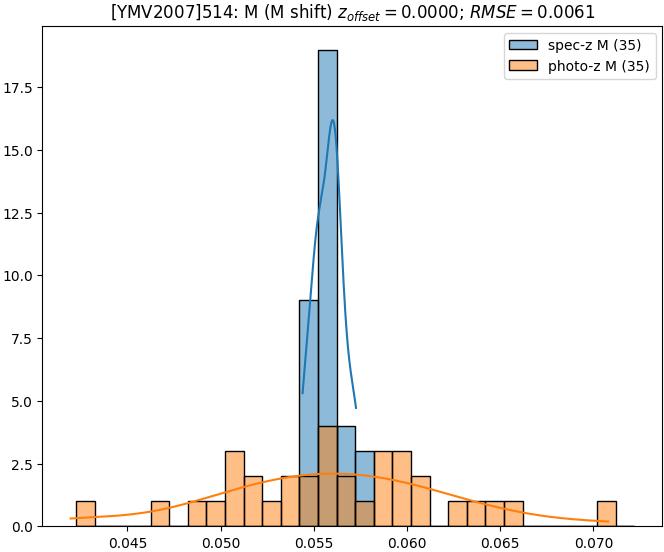 [YMV2007]514: M (M shift) z_offset = 0.0000; RMSE = 0.0061
spec-z M (35)
photo-z M (35)
17.5
15.0
12.5
10.0
7.5
5.0
2.5
0.0
0.045 0.050 0.055 0.060 0.065 0.070